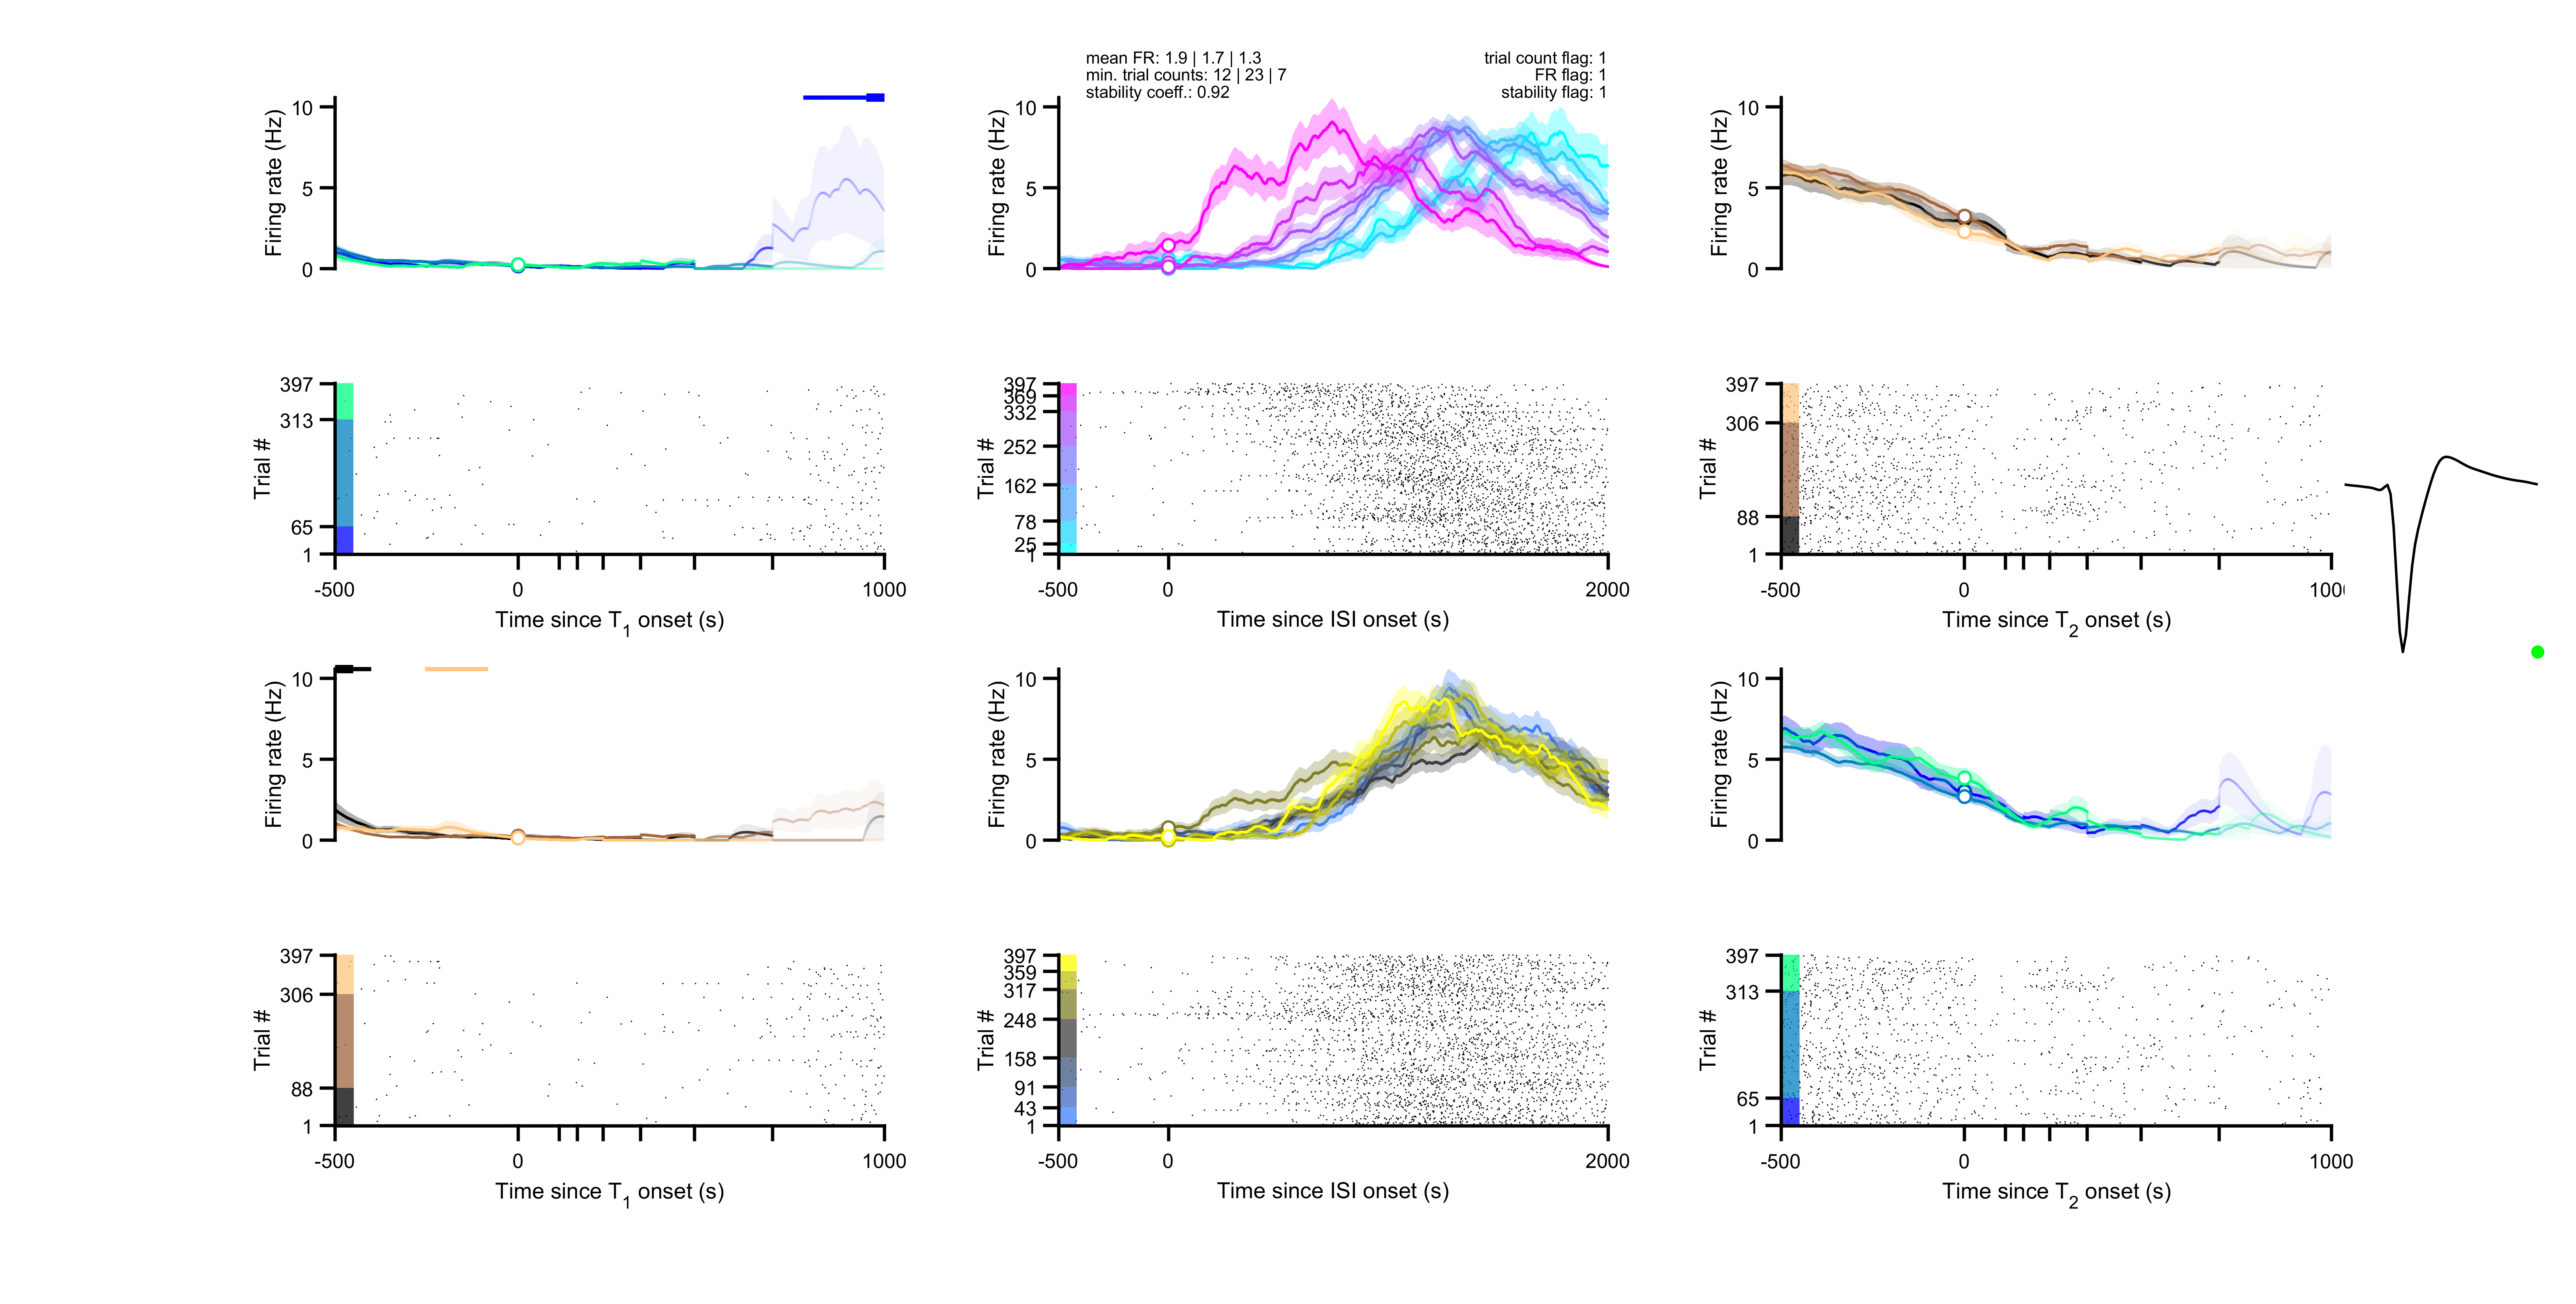 mean FR: 1.9 | 1.7 | 1.3
min. trial counts: 12 | 23 | 7
stability coeff.: 0.92
trial count flag: 1
FR flag: 1
stability flag: 1
Firing rate (Hz)
10
5
0
Firing rate (Hz)
10
5
0
Firing rate (Hz)
10
5
0
Trial #
397
313
65
1
-500
0
1000
Time since T1 onset (s)
Trial #
397
369
332
252
162
78
25
1
-500
0
2000
Time since ISI onset (s)
Trial #
397
306
88
1
-500
0
100
Time since T2 onset (s)
Firing rate (Hz)
10
5
0
Firing rate (Hz)
10
5
0
Firing rate (Hz)
10
5
0
Trial #
397
306
88
1
-500
0
1000
Time since T1 onset (s)
Trial #
397
359
317
248
158
91
43
1
-500
0
2000
Time since ISI onset (s)
Trial #
397
313
65
1
-500
0
1000
Time since T2 onset (s)